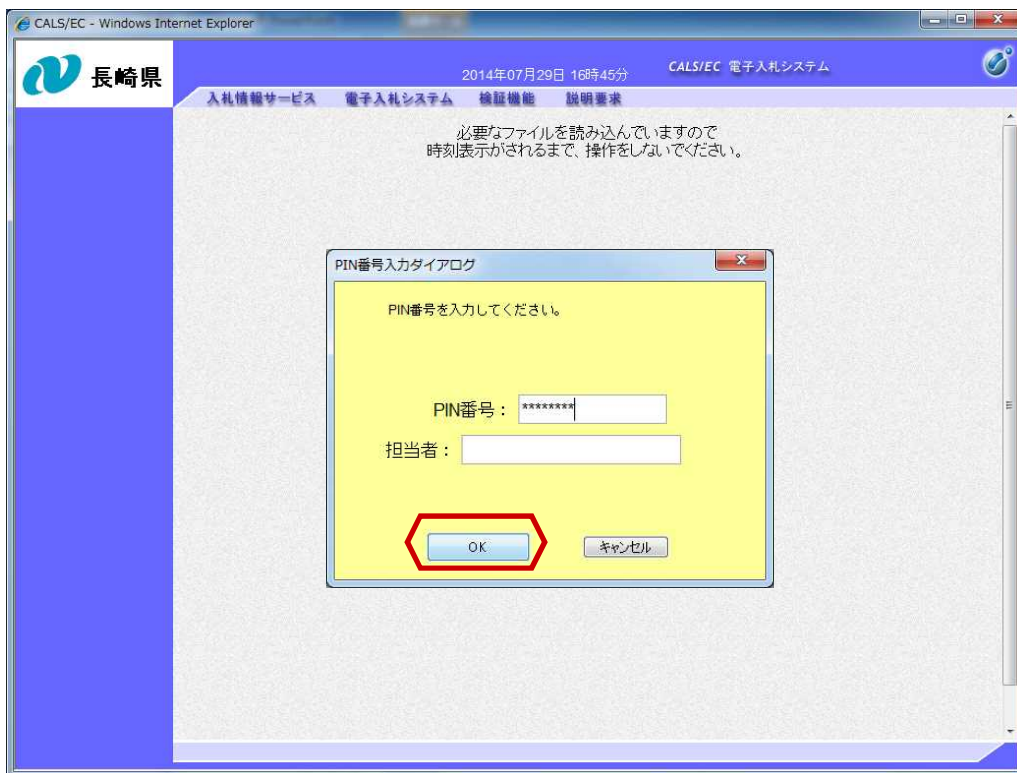 CALS/EC - Windows Internet Explorer
長崎県
2014年07月29日 16時45分
CALS/EC 電子入札システム
入札情報サービス 電子入札システム 検証機能 説明要求
必要なファイルを読み込んでいますので
時刻表示がされるまで、操作をしないでください。
PIN番号入力ダイアログ
PIN番号を入力してください。
PIN番号： ********
担当者：
OK キャンセル